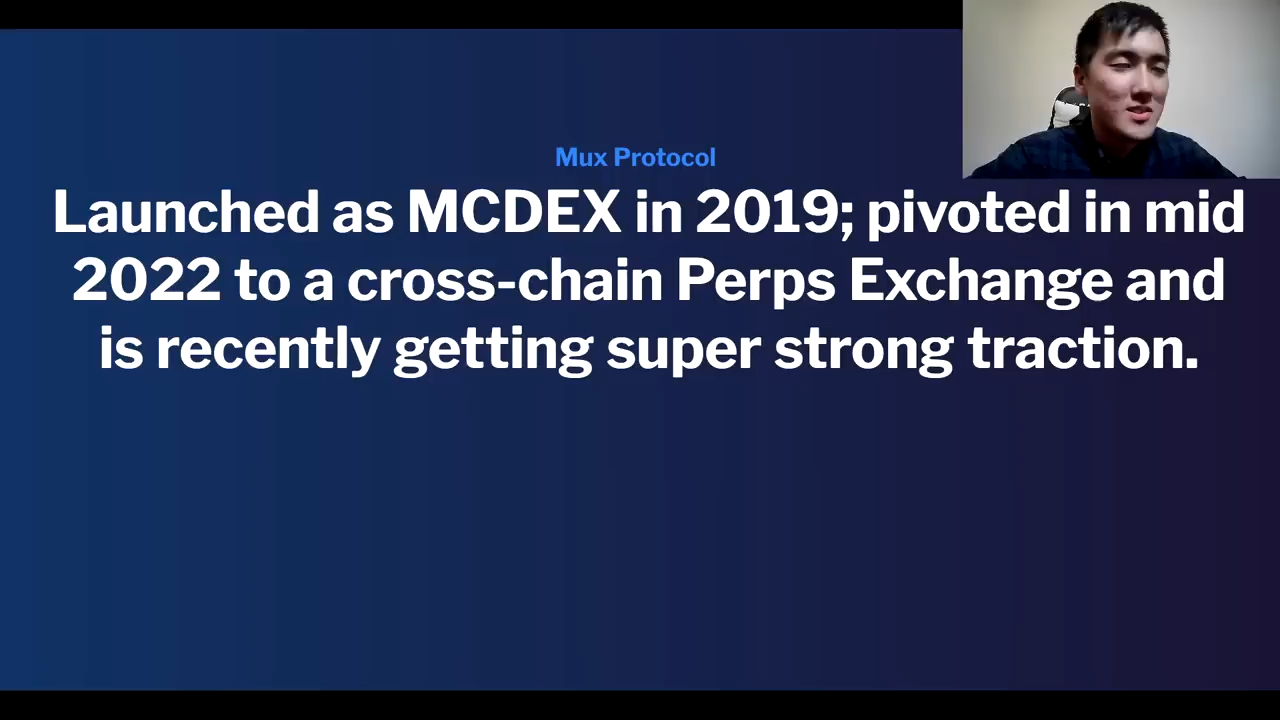 Mux Protocol
Launched as MCDEX in 2019; pivoted in mid
2022 to a cross-chain Perps Exchange and
is recently getting super strong traction.